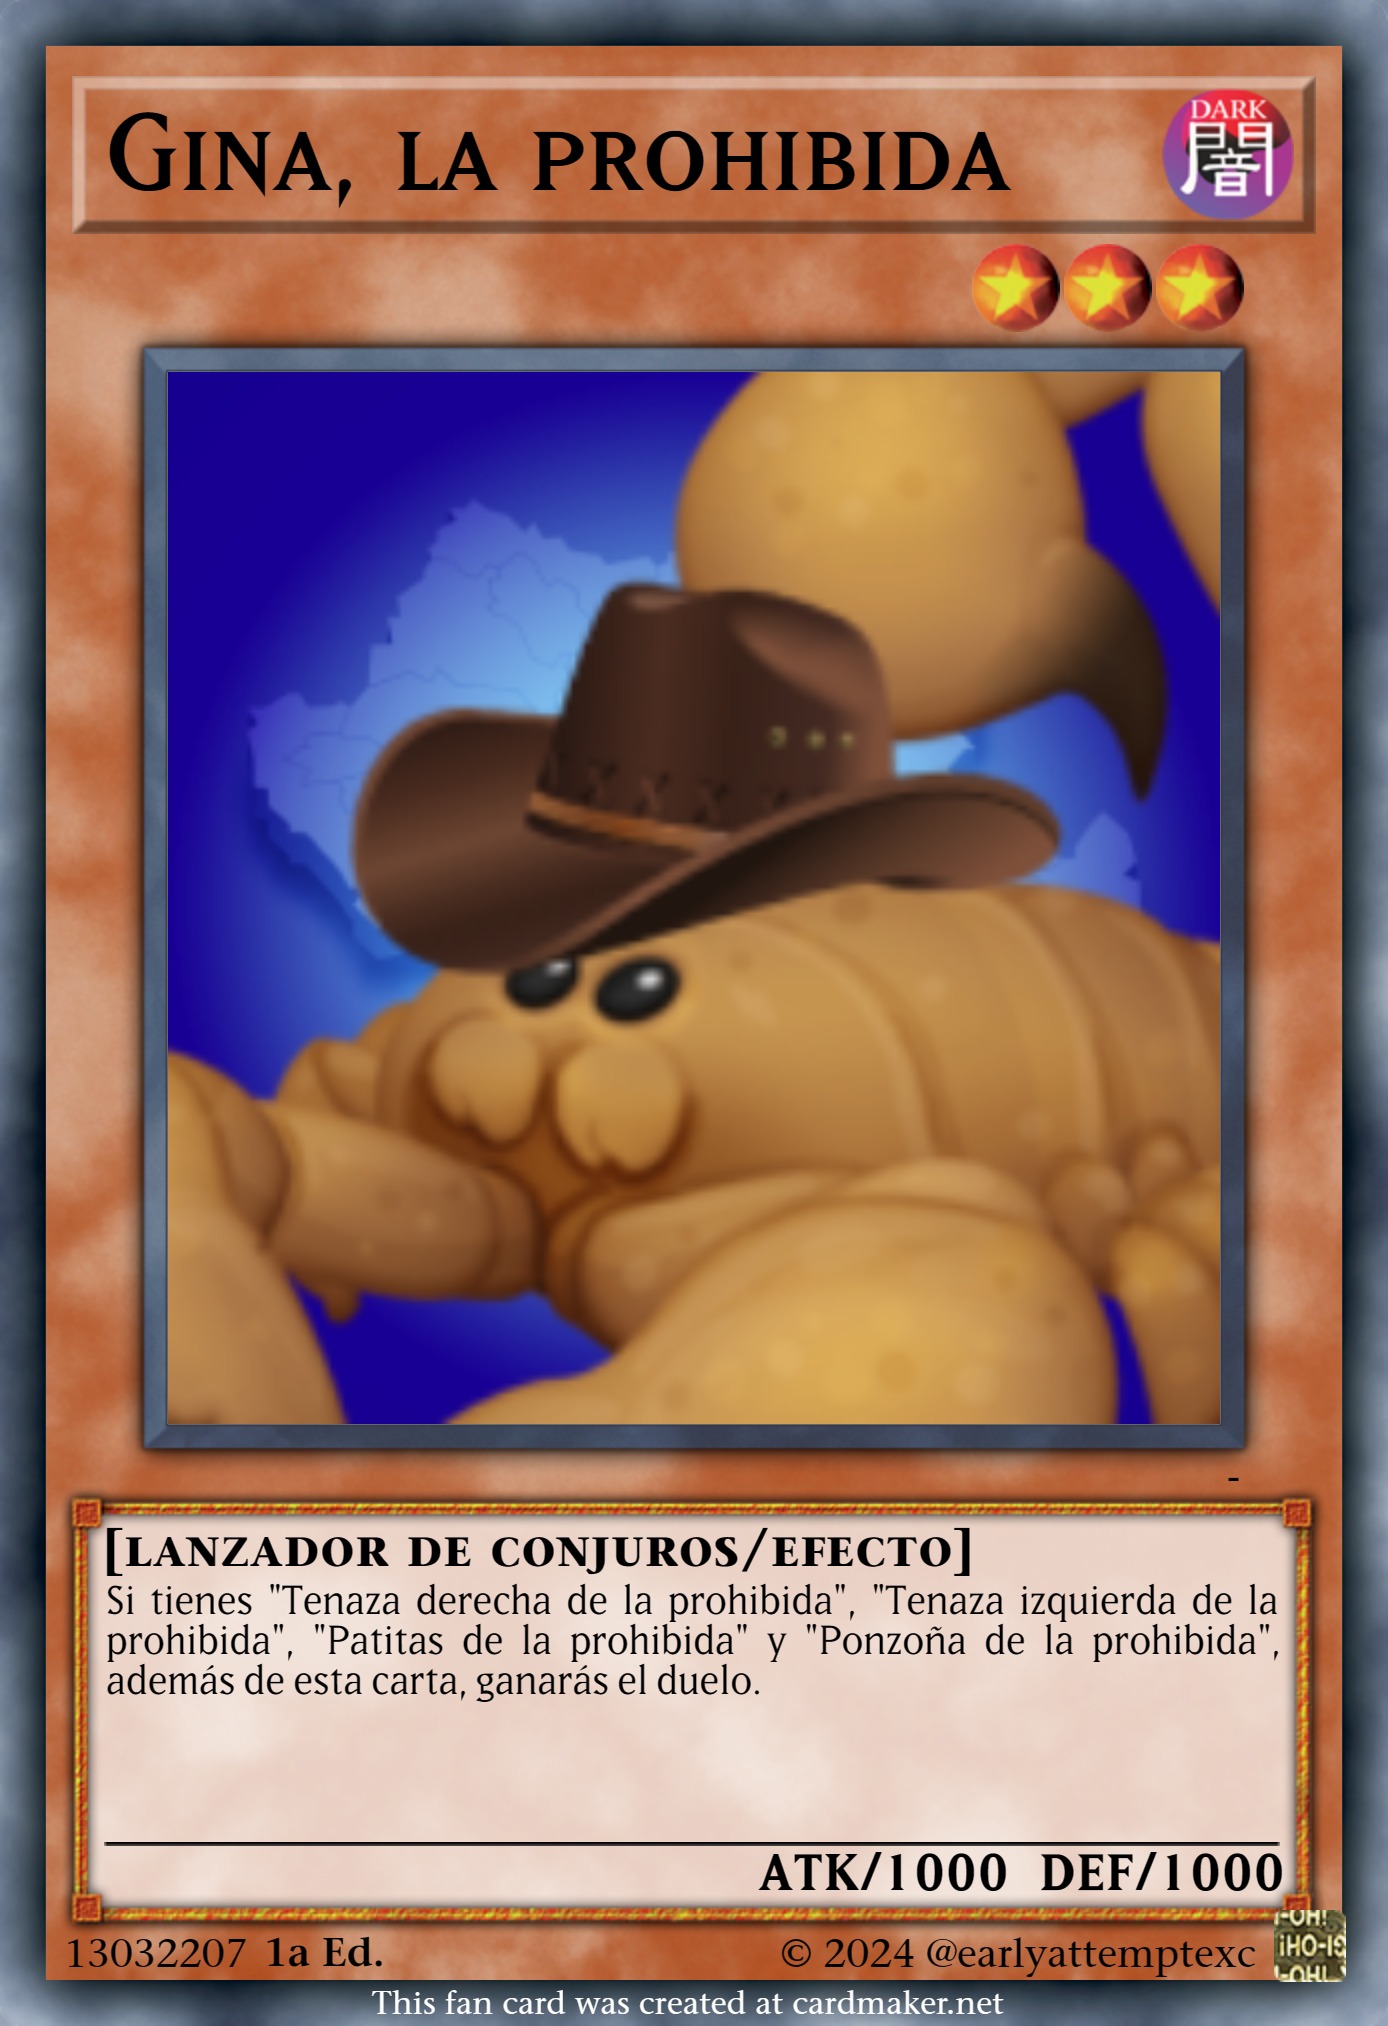 Gina, la prohibida
DARK
闇
-
[Lanzador de Conjuros/Efecto]
Si tienes "Tenaza derecha de la prohibida", "Tenaza izquierda de la
prohibida", "Patitas de la prohibida" y "Ponzoña de la prohibida",
además de esta carta, ganarás el duelo.
ATK/1000 DEF/1000
13032207 1a Ed.
© 2024 @earlyattemptexc
This fan card was created at cardmaker.net